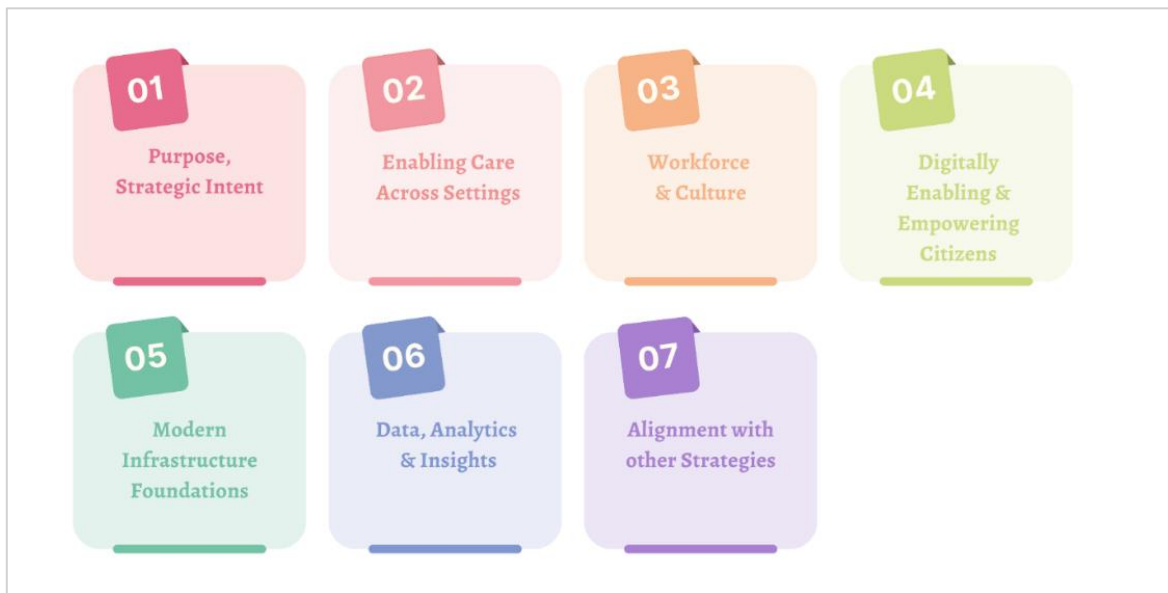 01
Purpose,
Strategic Intent
02
Enabling Care
Across Settings
03
Workforce
& Culture
04
Digitally
Enabling &
Empowering
Citizens
05
Modern
Infrastructure
Foundations
06
Data, Analytics
& Insights
07
Alignment with
other Strategies